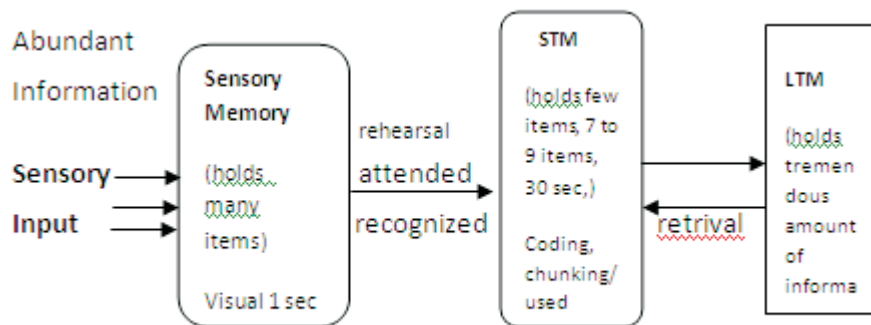 Abundant
Information
Sensory
Input
Sensory
Memory
(holds
many
items)
Visual 1 sec
rehearsal
attended
recognized
STM
(holds few
items, 7 to
9 items,
30 sec,)
Coding,
chunking/
used
retrival
LTM
(holds
tremen
dous
amount
of
informa